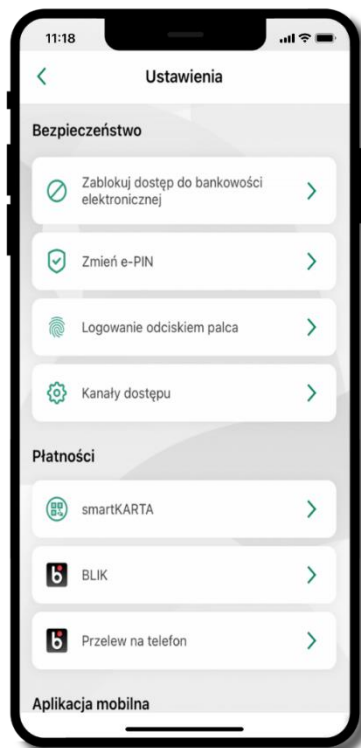 11:18
Ustawienia
Bezpieczeństwo
Zablokuj dostęp do bankowości
elektronicznej
Zmień e-PIN
Logowanie odciskiem palca
Kanały dostępu
Płatności
smartKARTA
BLIK
Przelew na telefon
Aplikacja mobilna